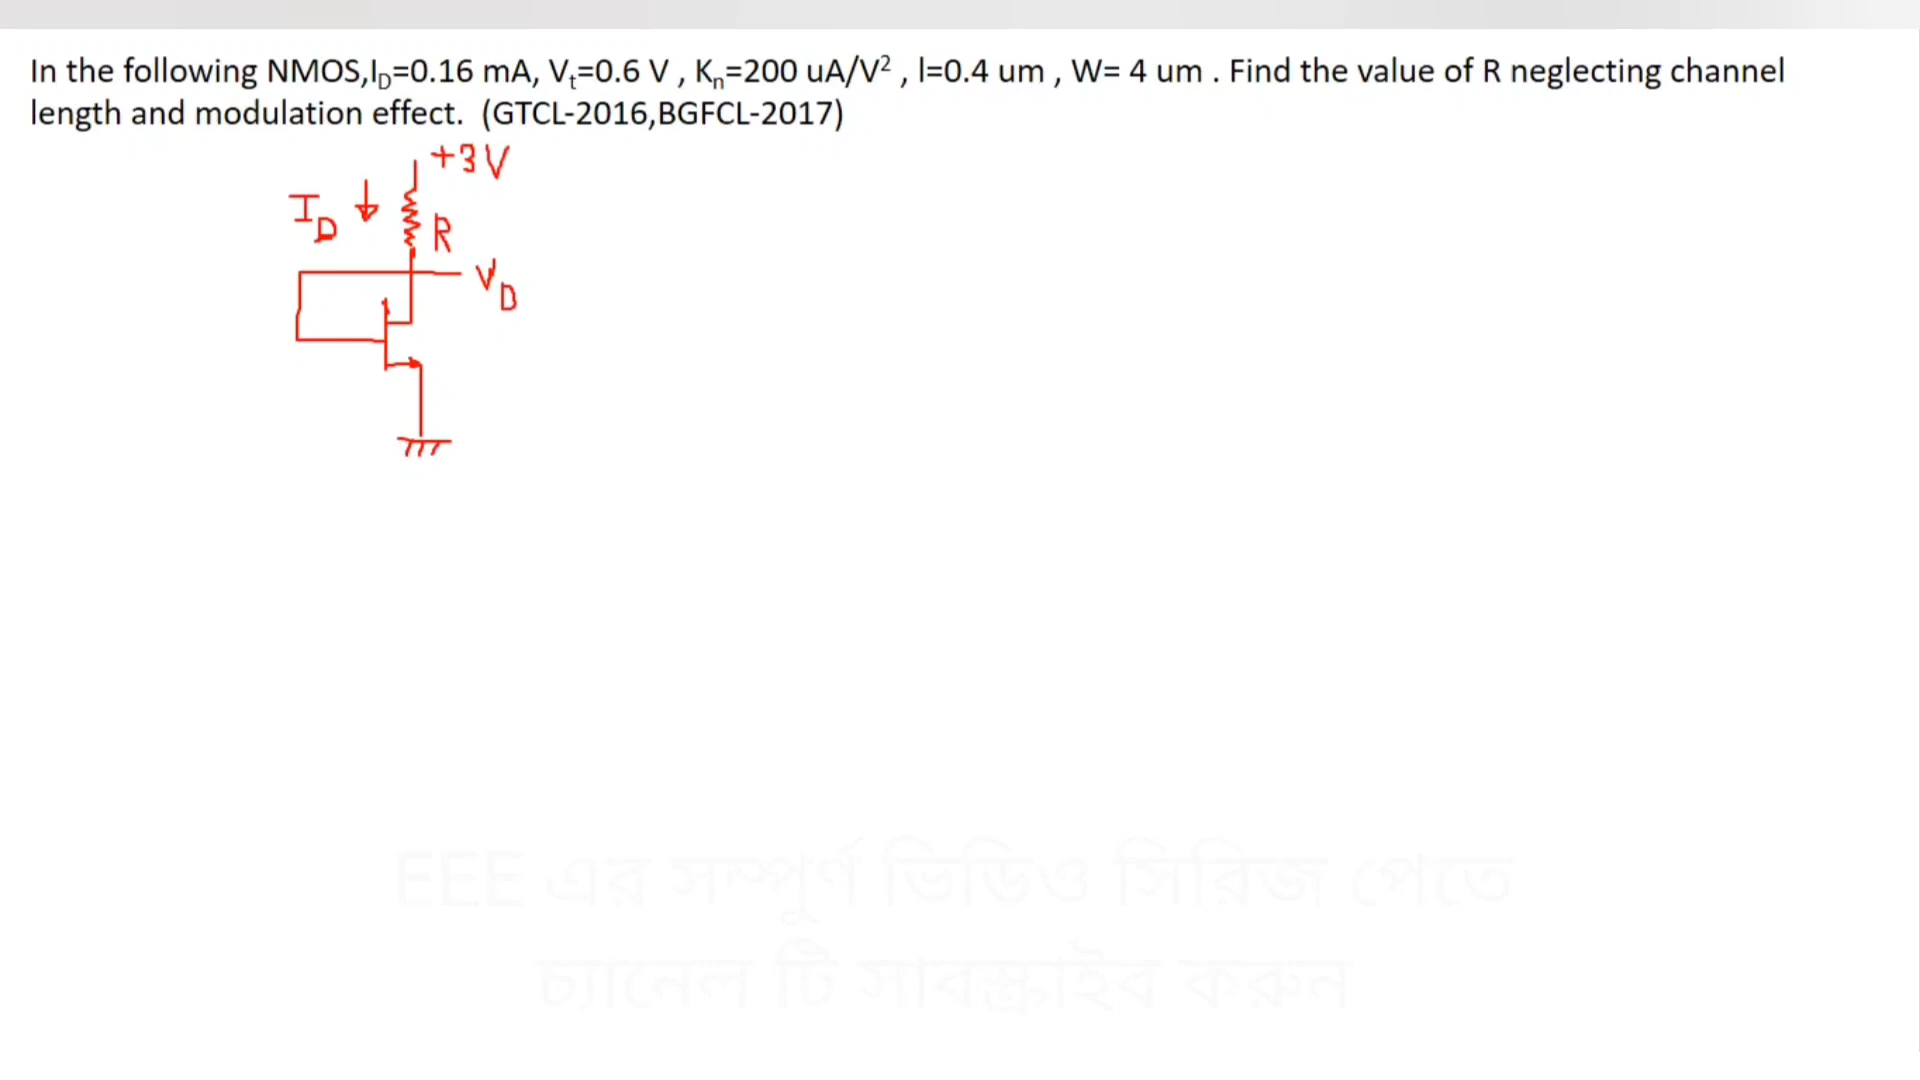 In the following NMOS,I_D=0.16 mA, V_t=0.6 V , K_n=200 uA/V² , l=0.4 um , W= 4 um . Find the value of R neglecting channel
length and modulation effect. (GTCL-2016,BGFCL-2017)
+3V
I_D
R
V_D
EEE এর সম্পুর্ণ ভিডিও সিরিজ পেতে
চ্যানেল টি সাবস্ক্রাইব করুন